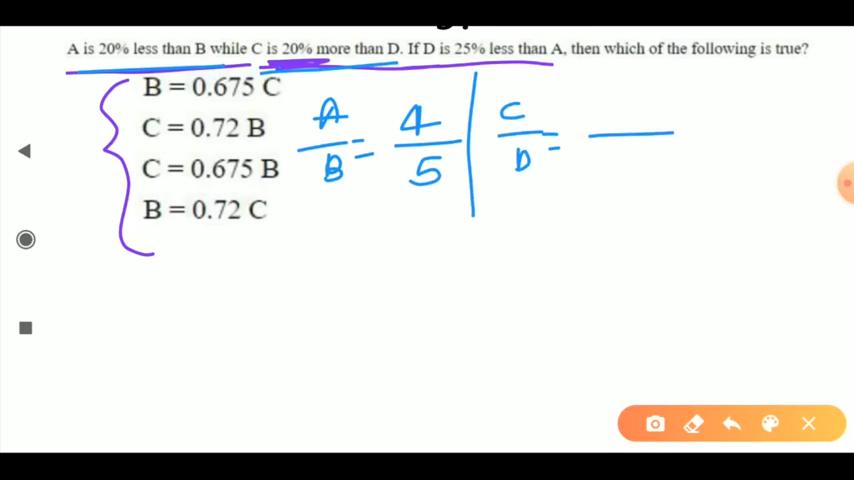 A is 20% less than B while C is 20% more than D. If D is 25% less than A, then which of the following is true?
B = 0.675 C
C = 0.72 B
C = 0.675 B
B = 0.72 C
A/B = 4/5
C/D =